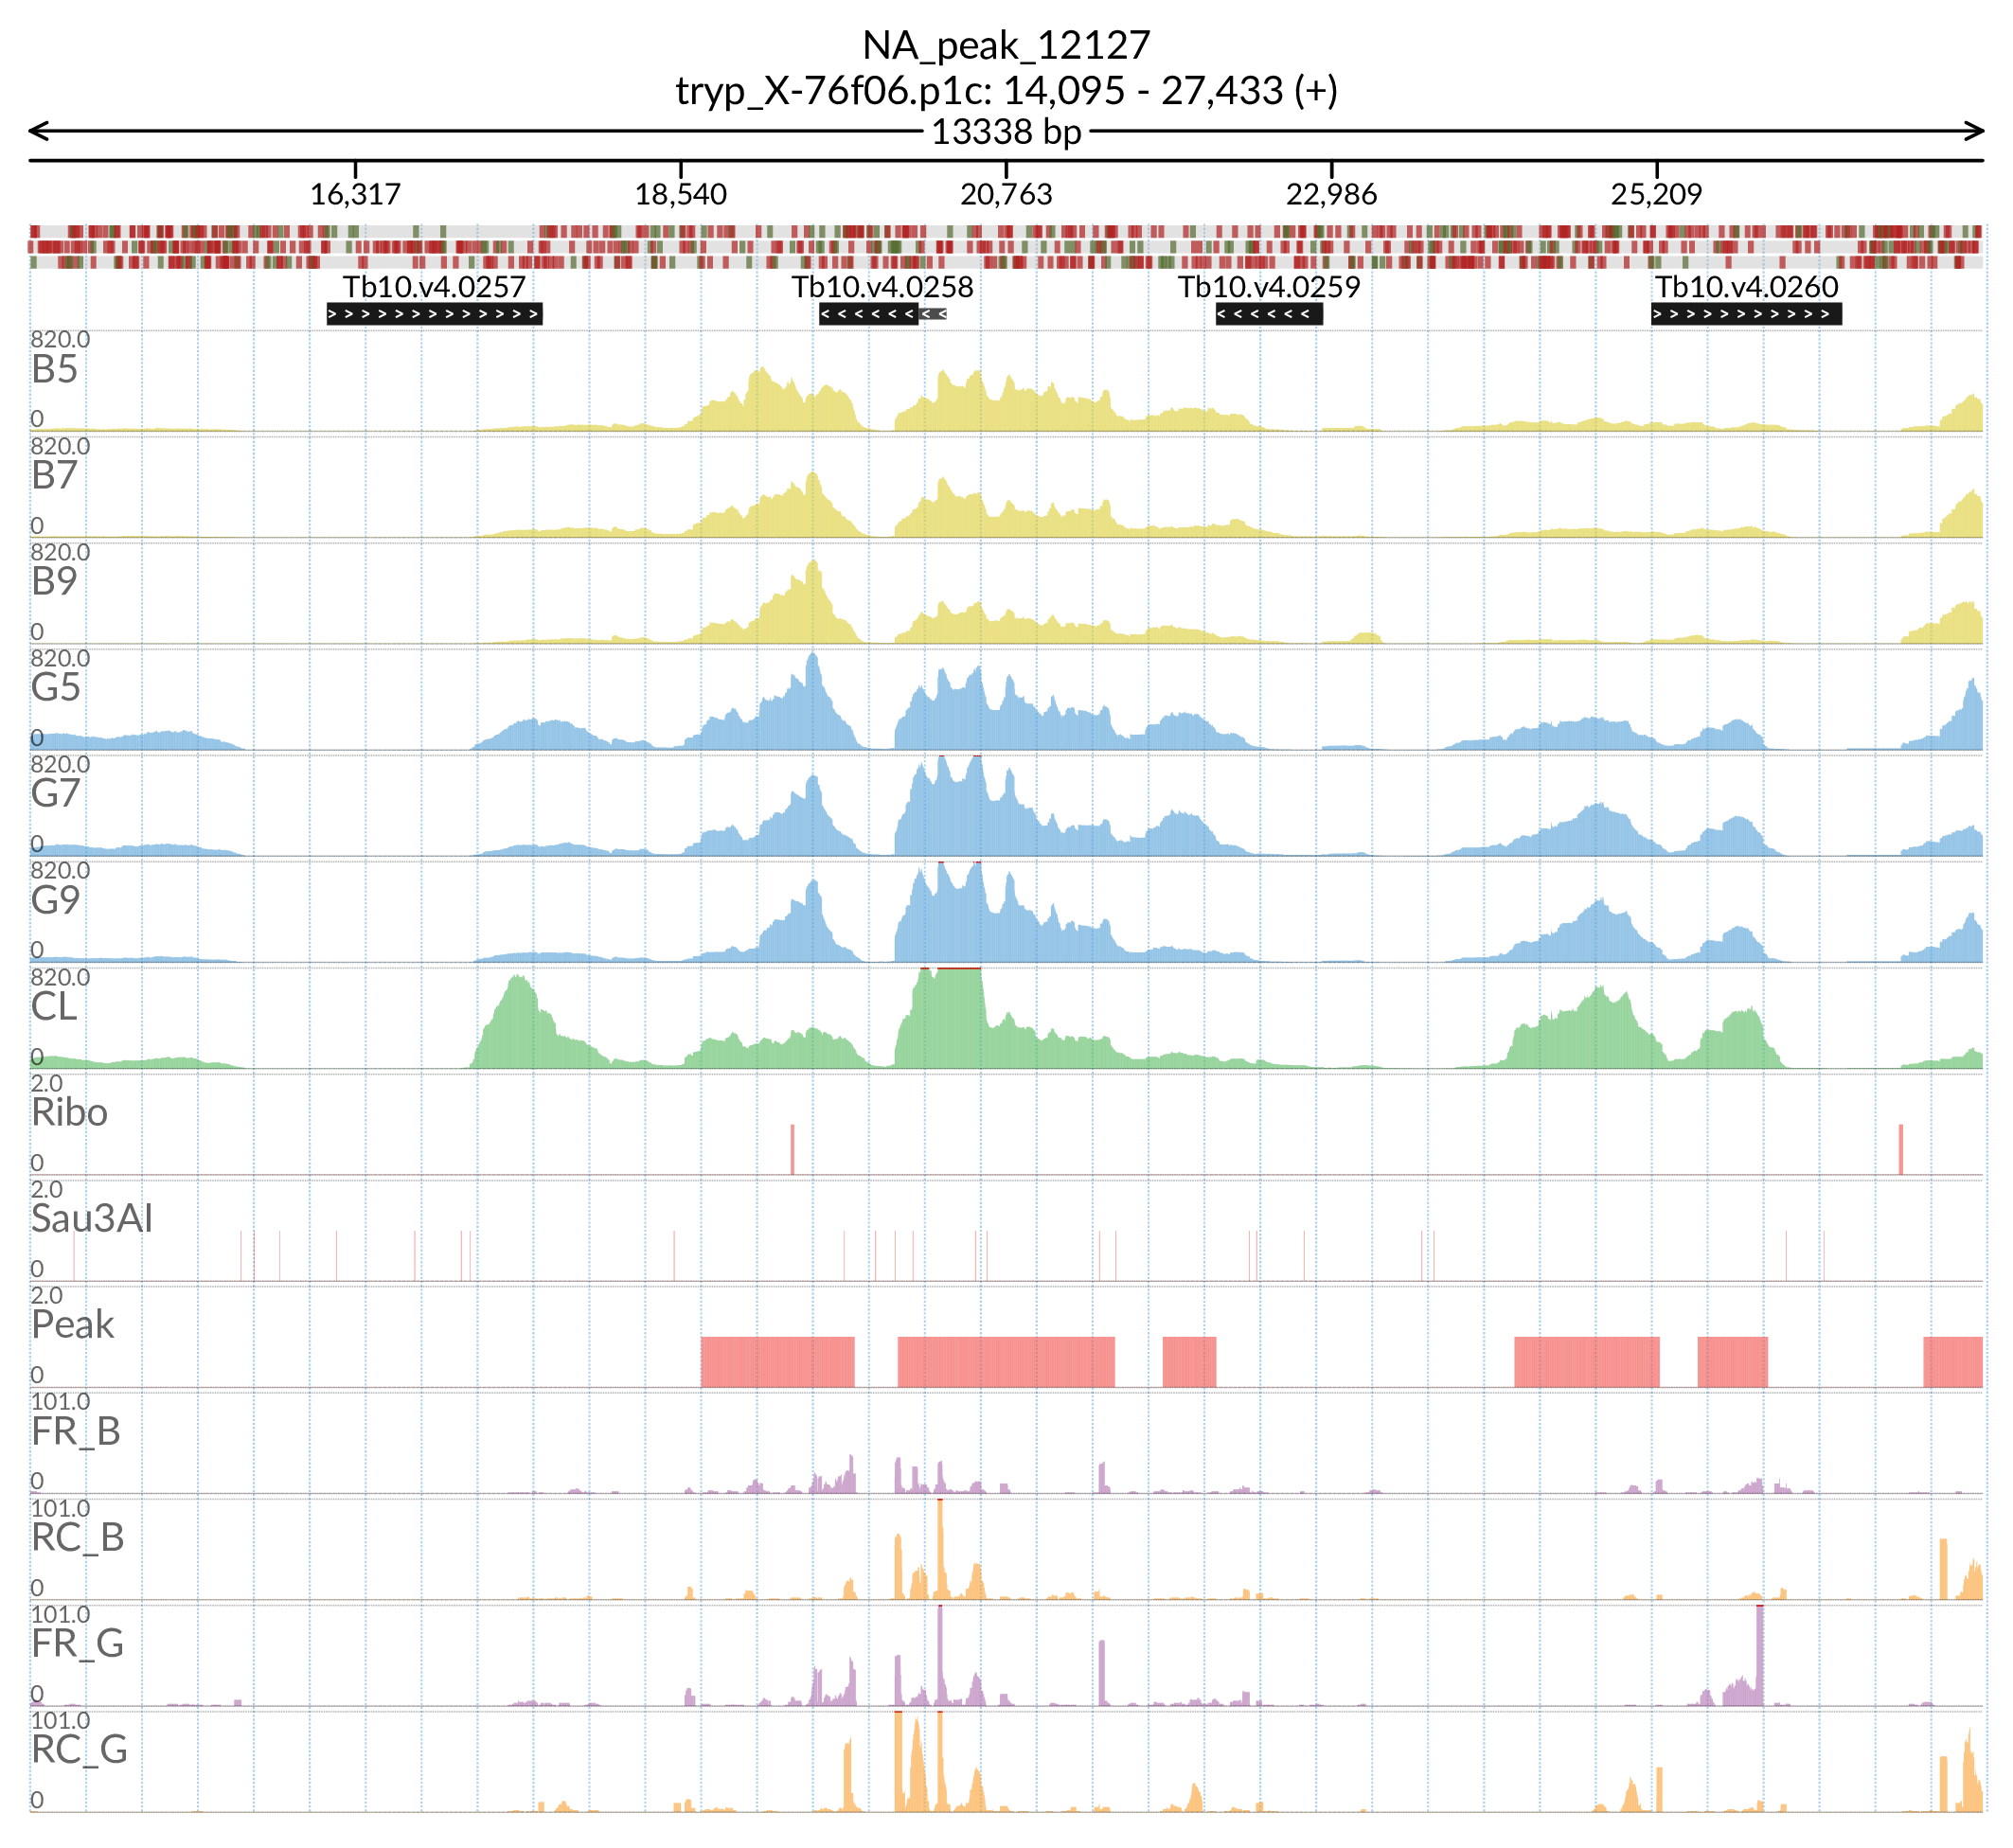 NA_peak_12127
tryp_X-76f06.p1c: 14,095 - 27,433 (+)
13338 bp
16,317 18,540 20,763 22,986 25,209
Tb10.v4.0257 Tb10.v4.0258 Tb10.v4.0259 Tb10.v4.0260
820.0
B5
0
820.0
B7
0
820.0
B9
0
820.0
G5
0
820.0
G7
0
820.0
G9
0
820.0
CL
0
2.0
Ribo
0
2.0
Sau3AI
0
2.0
Peak
0
101.0
FR_B
0
101.0
RC_B
0
101.0
FR_G
0
101.0
RC_G
0